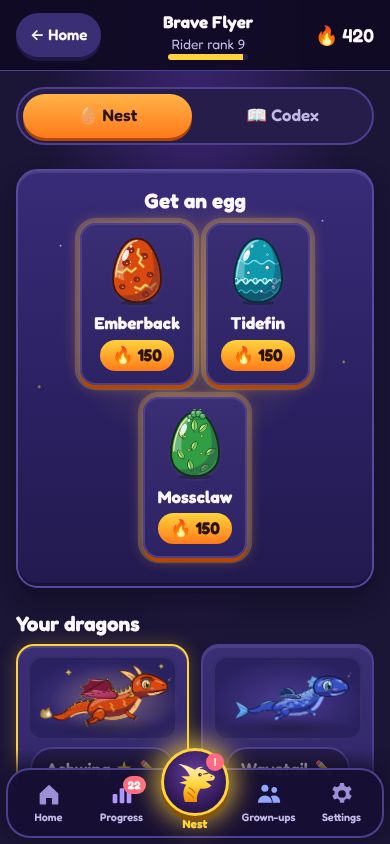 ← Home
Brave Flyer
Rider rank 9
420
Nest
Codex
Get an egg
Emberback
150
Tidefin
150
Mossclaw
150
Your dragons
22
!
Home
Progress
Nest
Grown-ups
Settings